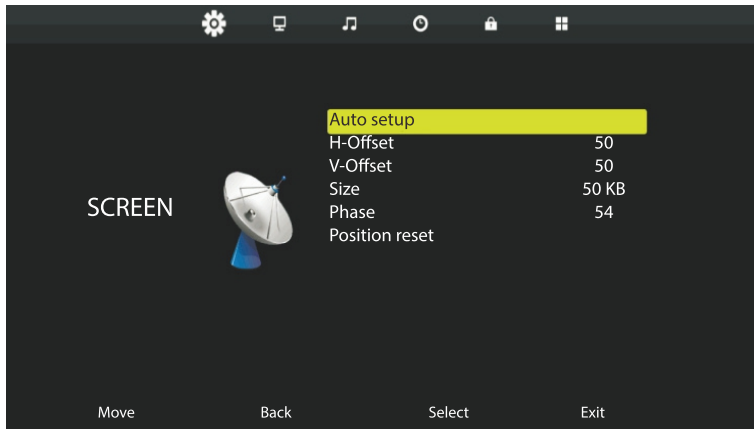 Auto setup
H-Offset 50
V-Offset 50
Size 50 KB
SCREEN
Phase 54
Position reset
Move Back Select Exit